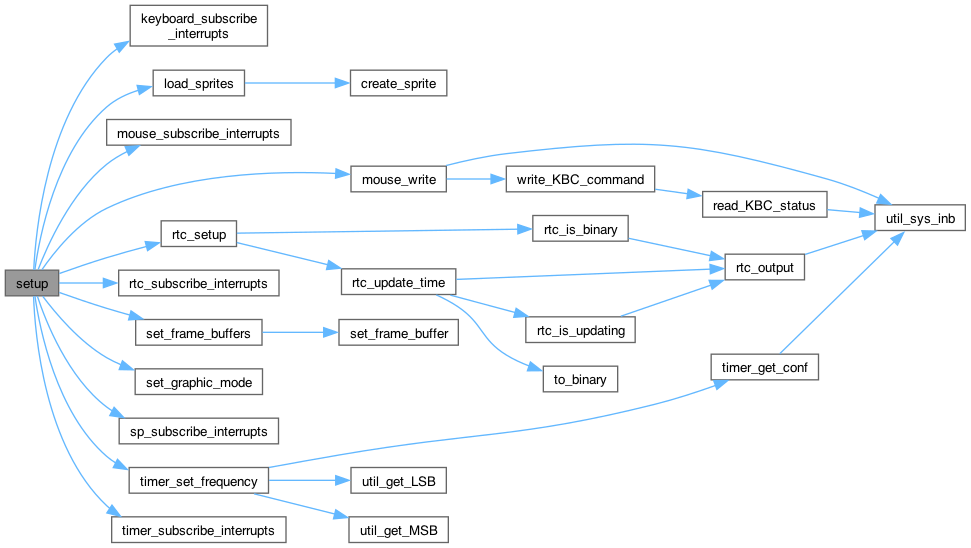 keyboard_subscribe
_interrupts
load_sprites
create_sprite
mouse_subscribe_interrupts
mouse_write
write_KBC_command
read_KBC_status
util_sys_inb
rtc_setup
rtc_is_binary
rtc_output
setup
rtc_subscribe_interrupts
rtc_update_time
set_frame_buffers
set_frame_buffer
rtc_is_updating
timer_get_conf
set_graphic_mode
to_binary
sp_subscribe_interrupts
timer_set_frequency
util_get_LSB
timer_subscribe_interrupts
util_get_MSB